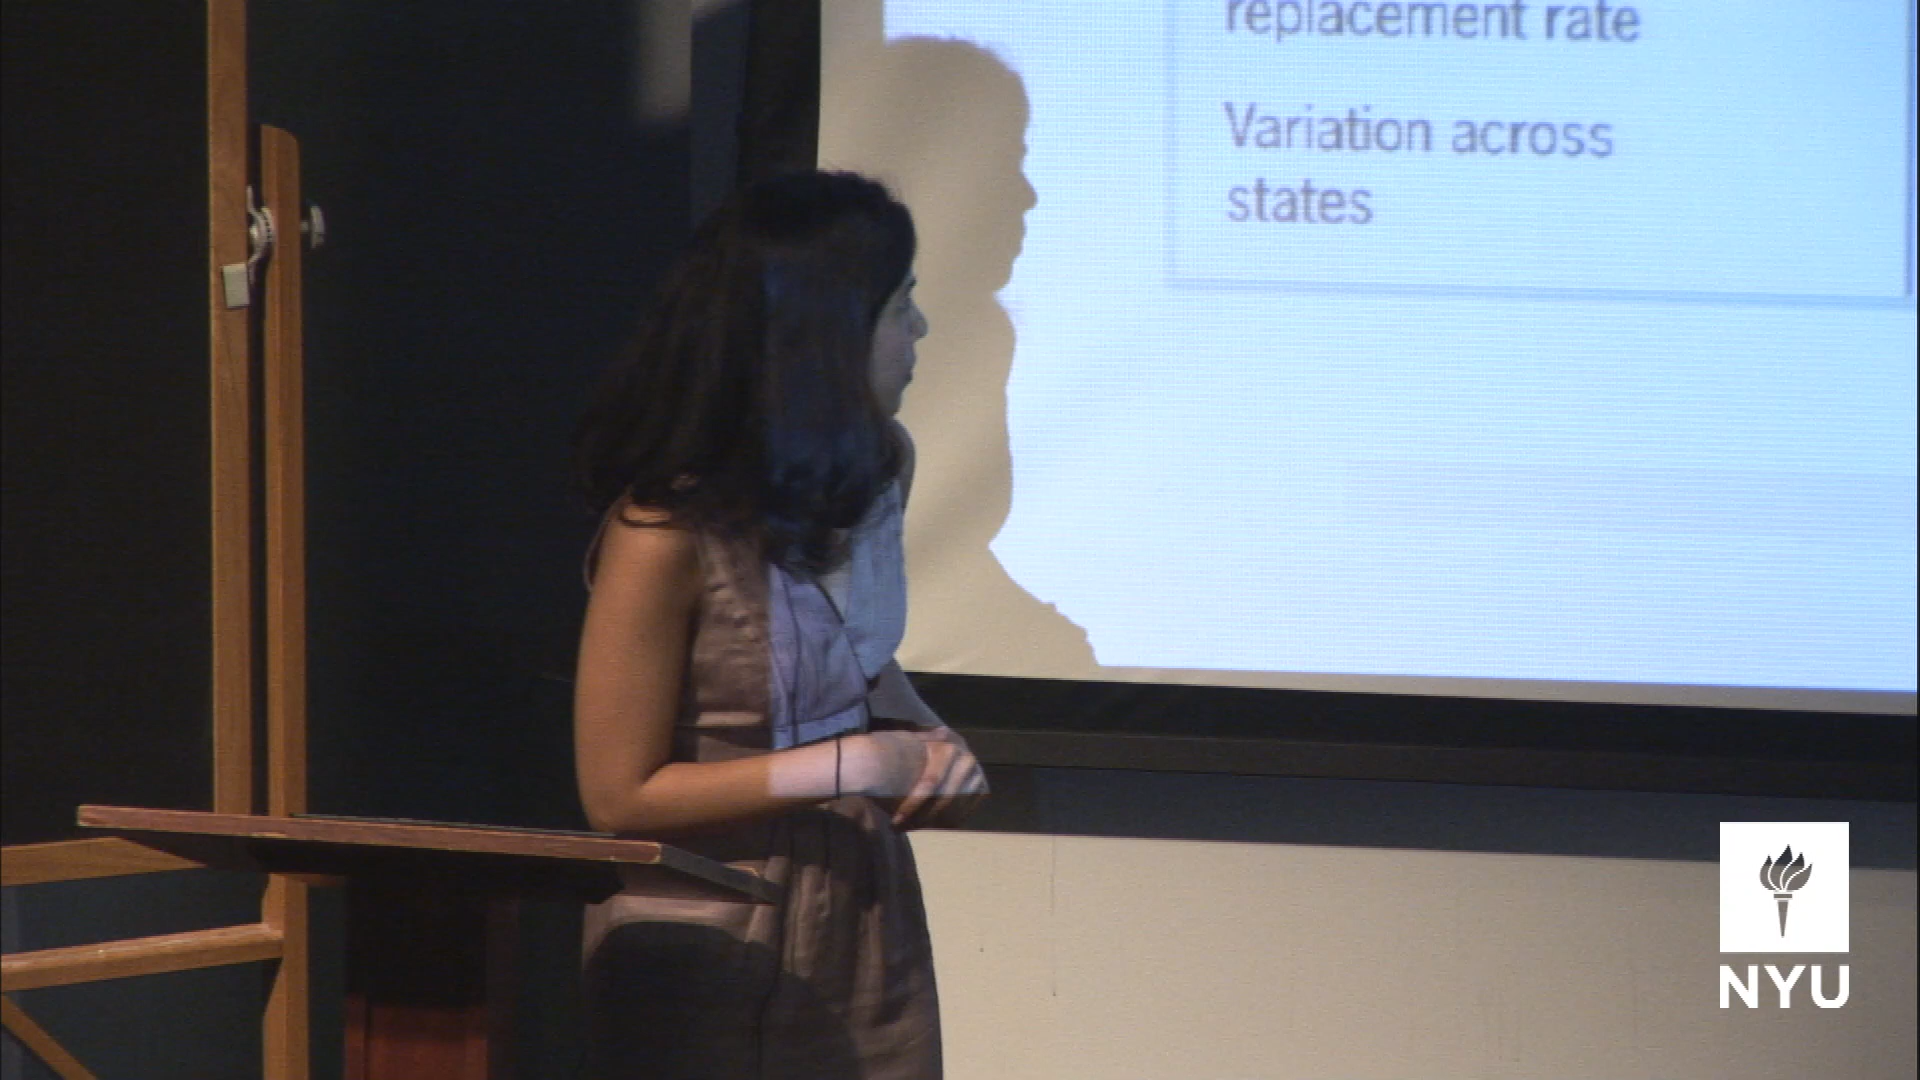 replacement rate
Variation across
states
NYU